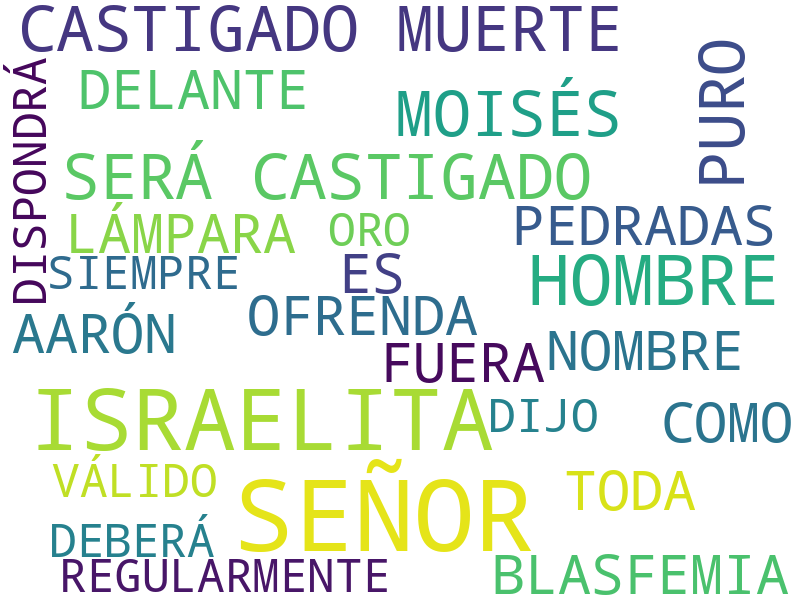 CASTIGADO MUERTE
DELANTE
MOISÉS
PURO
DISPONDRÁ
SERÁ CASTIGADO
LÁMPARA
ORO
PEDRADAS
SIEMPRE
ES
HOMBRE
AARÓN
OFRENDA
FUERA
NOMBRE
ISRAELITA
DIJO
COMO
VÁLIDO
SEÑOR
TODA
DEBERÁ
REGULARMENTE
BLASFEMIA